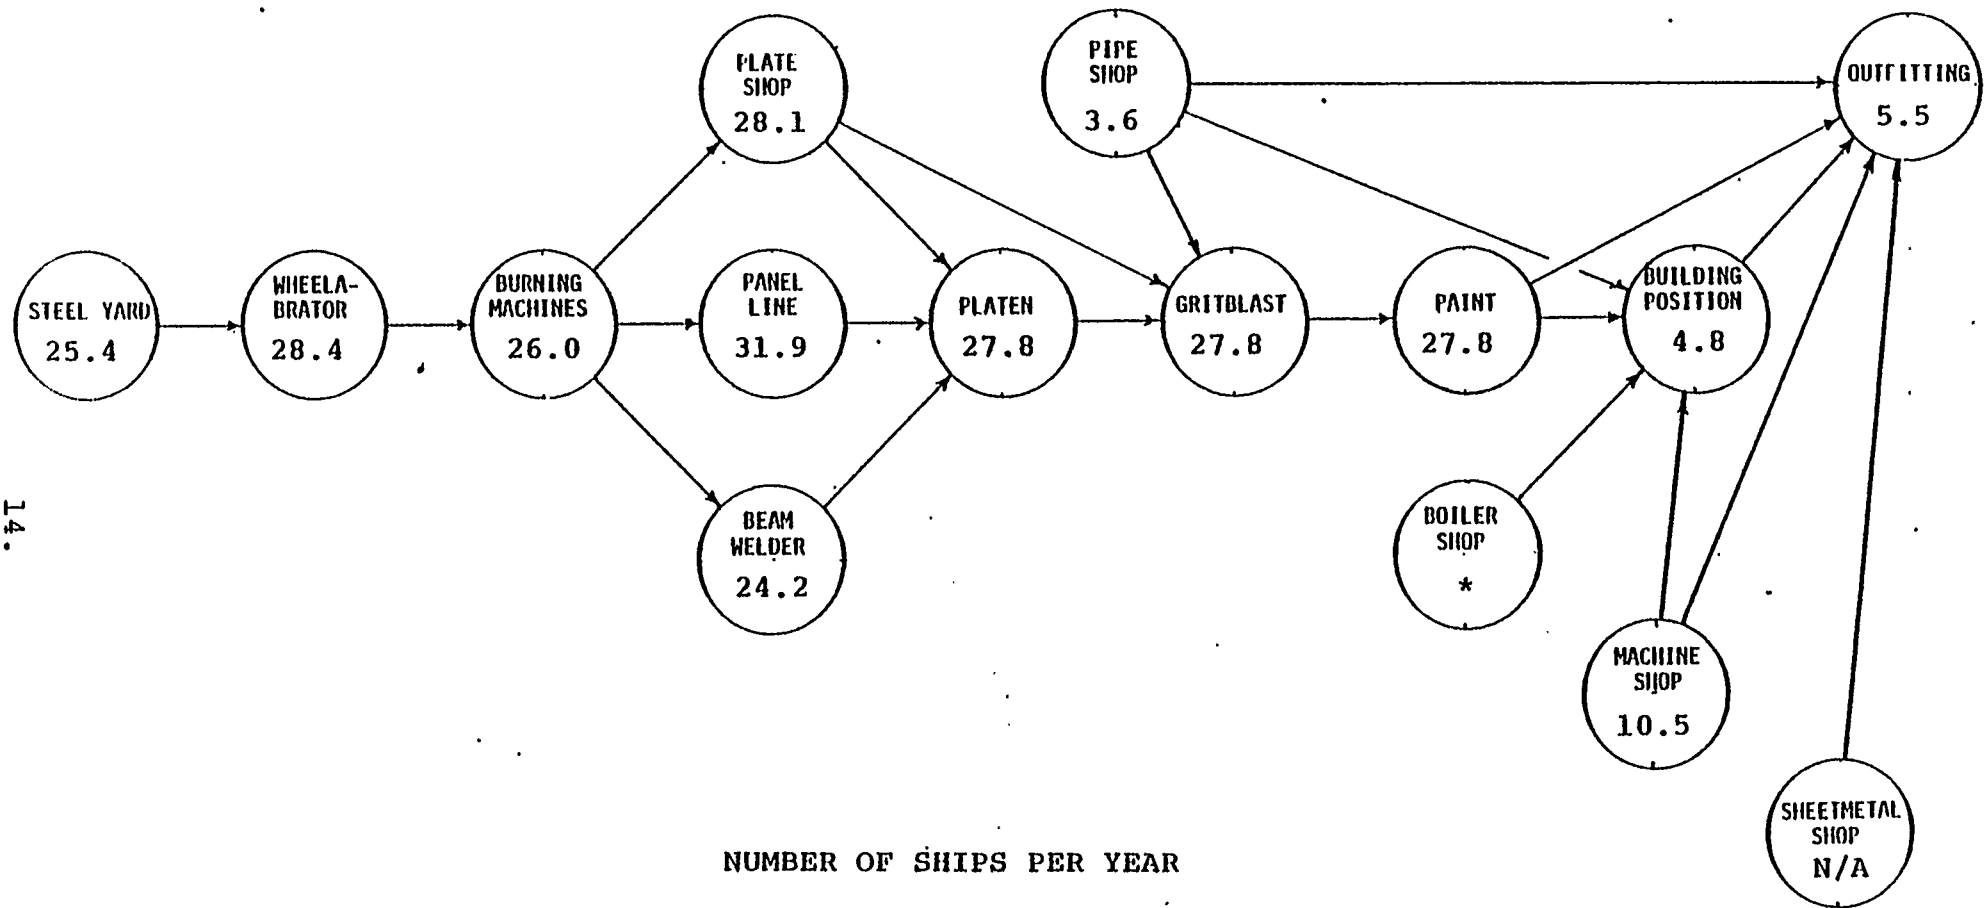 PLATE
SHOP
28.1
PIPE
SHOP
3.6
OUTFITTING
5.5
STEEL YARD
25.4
WHEELA-
BRATOR
28.4
BURNING
MACHINES
26.0
PANEL
LINE
31.9
PLATEN
27.8
GRITBLAST
27.8
PAINT
27.8
BUILDING
POSITION
4.8
BEAM
WELDER
24.2
BOILER
SHOP
*
MACHINE
SHOP
10.5
SHEETMETAL
SHOP
N/A
NUMBER OF SHIPS PER YEAR
14.